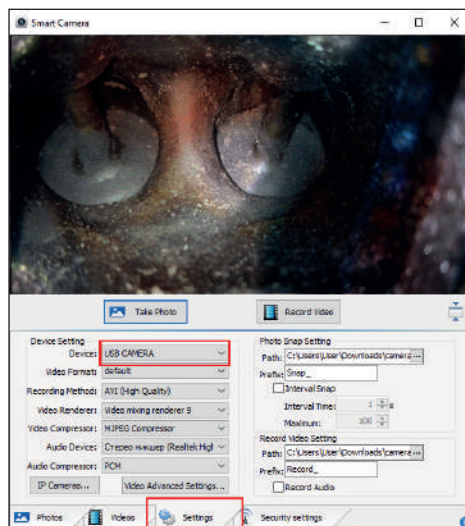 Smart Camera
Take Photo
Record Video
Device Setting
Device: USB CAMERA
Video Format: default
Recording Method: AVI (High Quality)
Video Renderer: Video mixing renderer 9
Video Compressor: MJPEG Compressor
Audio Device: Стерео микшер (Realtek High
Audio Compressor: PCM
IP Cameras...
Video Advanced Settings...
Photo Snap Setting
Path: C:\Users\User\Downloads\camera ...
Prefix: Snap_
Interval Snap
Interval Time: 1 s
Maximum: 100
Record Video Setting
Path: C:\Users\User\Downloads\camera ...
Prefix: Record_
Record Audio
Photos
Videos
Settings
Security settings